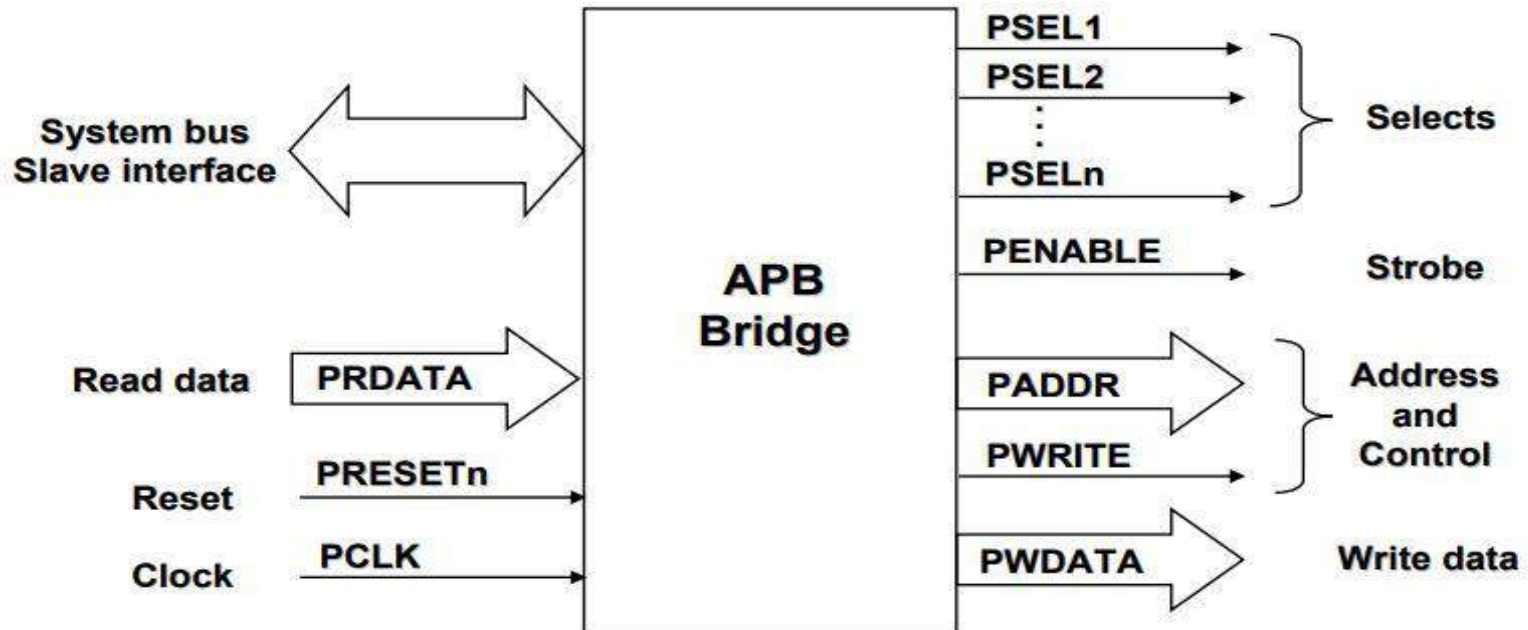 System bus
Slave interface
Read data
PRDATA
Reset
PRESETn
Clock
PCLK
APB
Bridge
PSEL1
PSEL2
PSELn
Selects
PENABLE
Strobe
PADDR
PWRITE
Address
and
Control
PWDATA
Write data